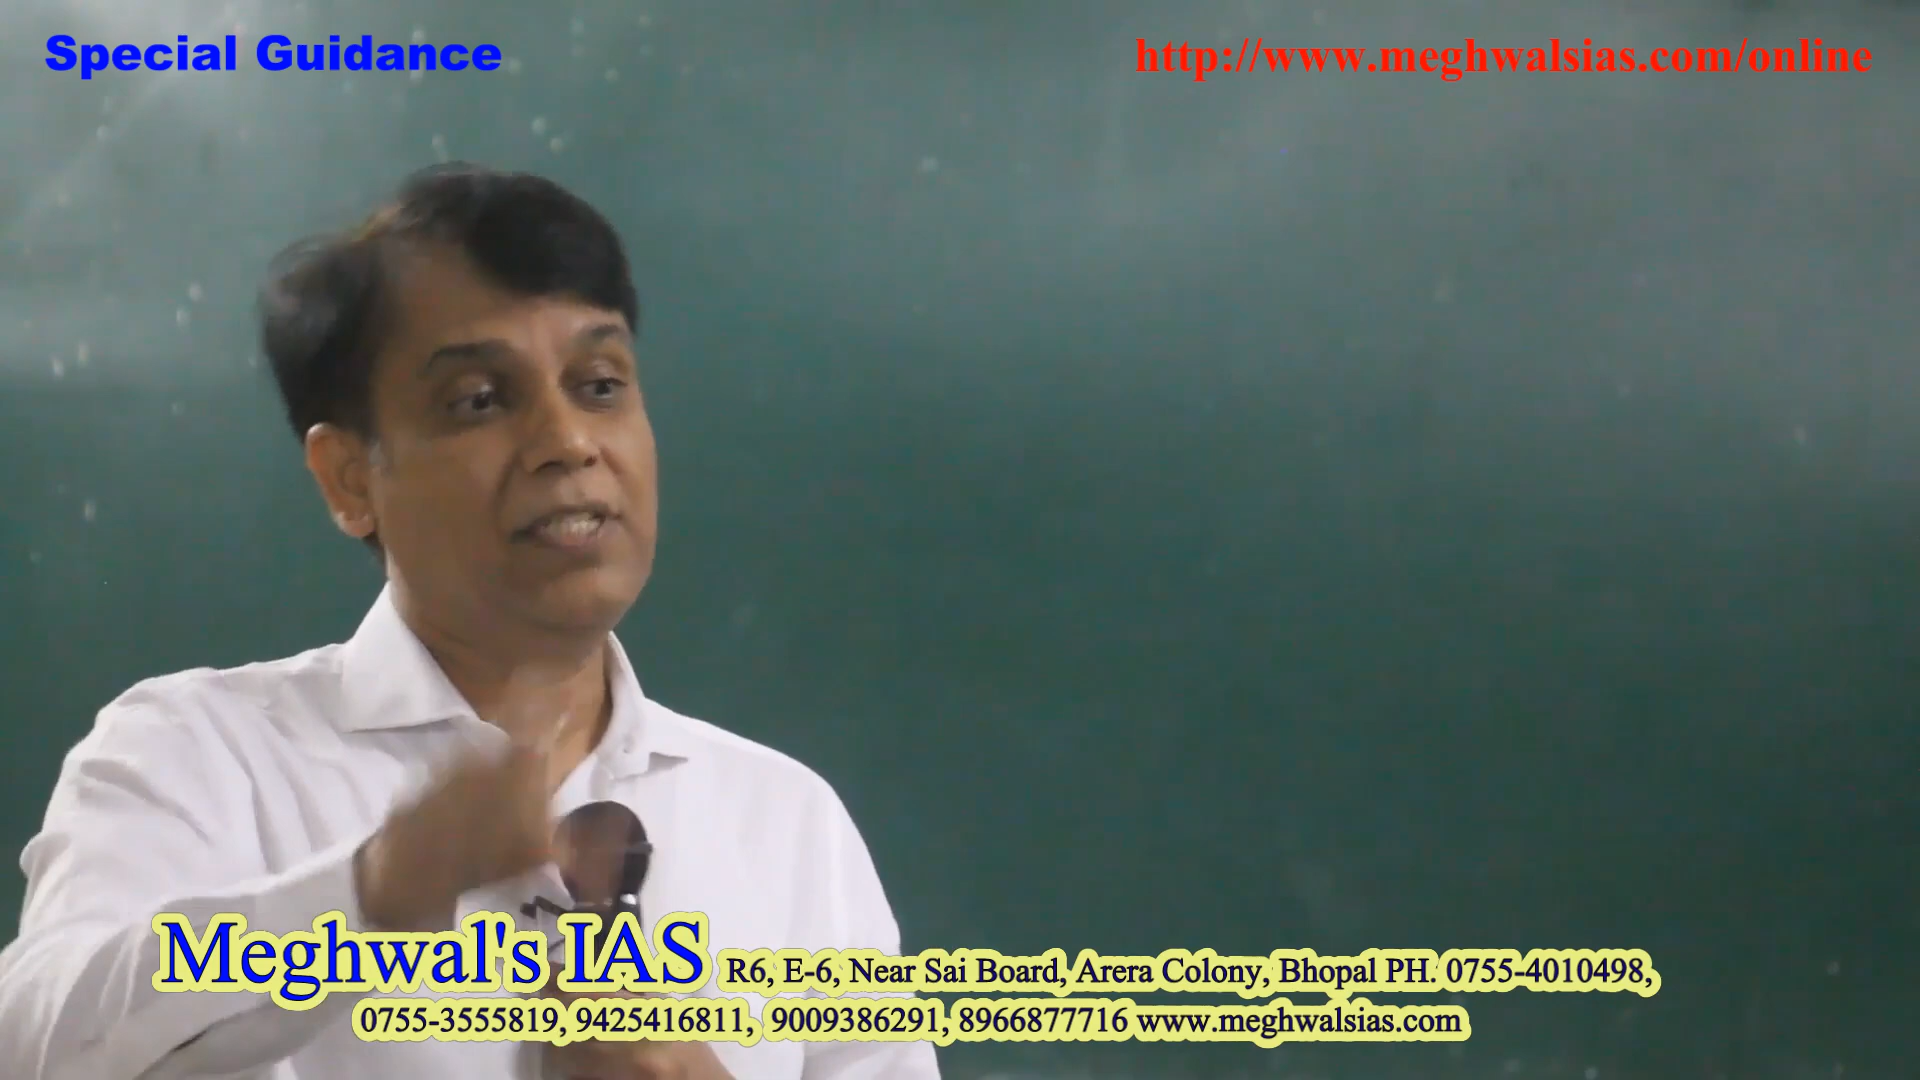 Special Guidance
http://www.meghwalsias.com/online
Meghwal's IAS R6, E-6, Near Sai Board, Arera Colony, Bhopal PH. 0755-4010498,
0755-3555819, 9425416811, 9009386291, 8966877716 www.meghwalsias.com